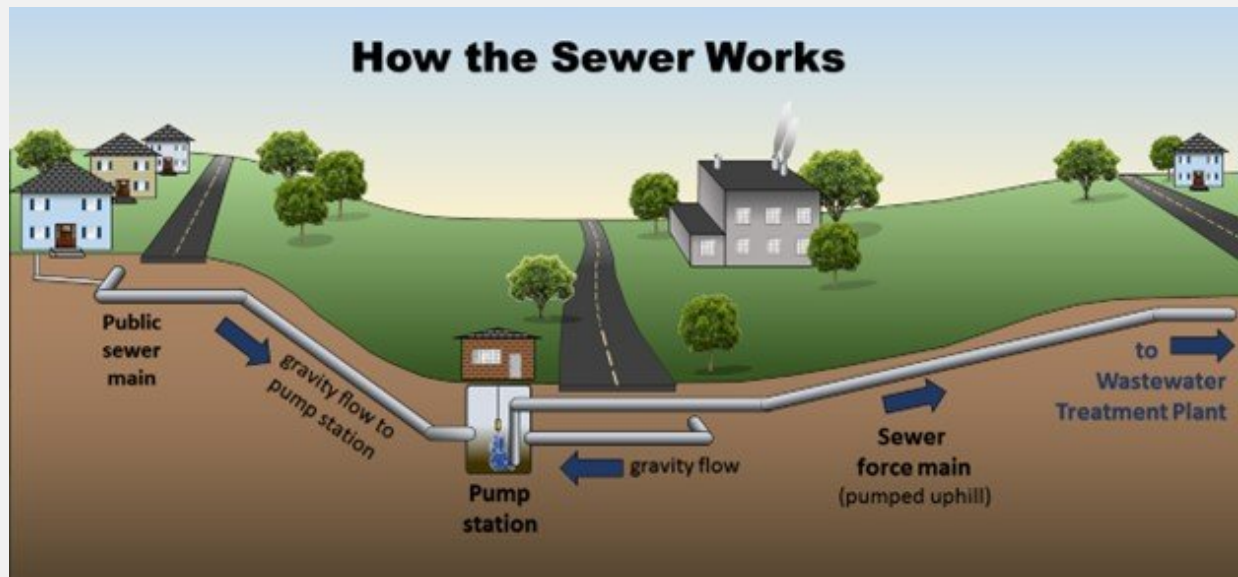 How the Sewer Works
Public
sewer
main
gravity flow to
pump station
Pump
station
gravity flow
Sewer
force main
(pumped uphill)
to
Wastewater
Treatment Plant